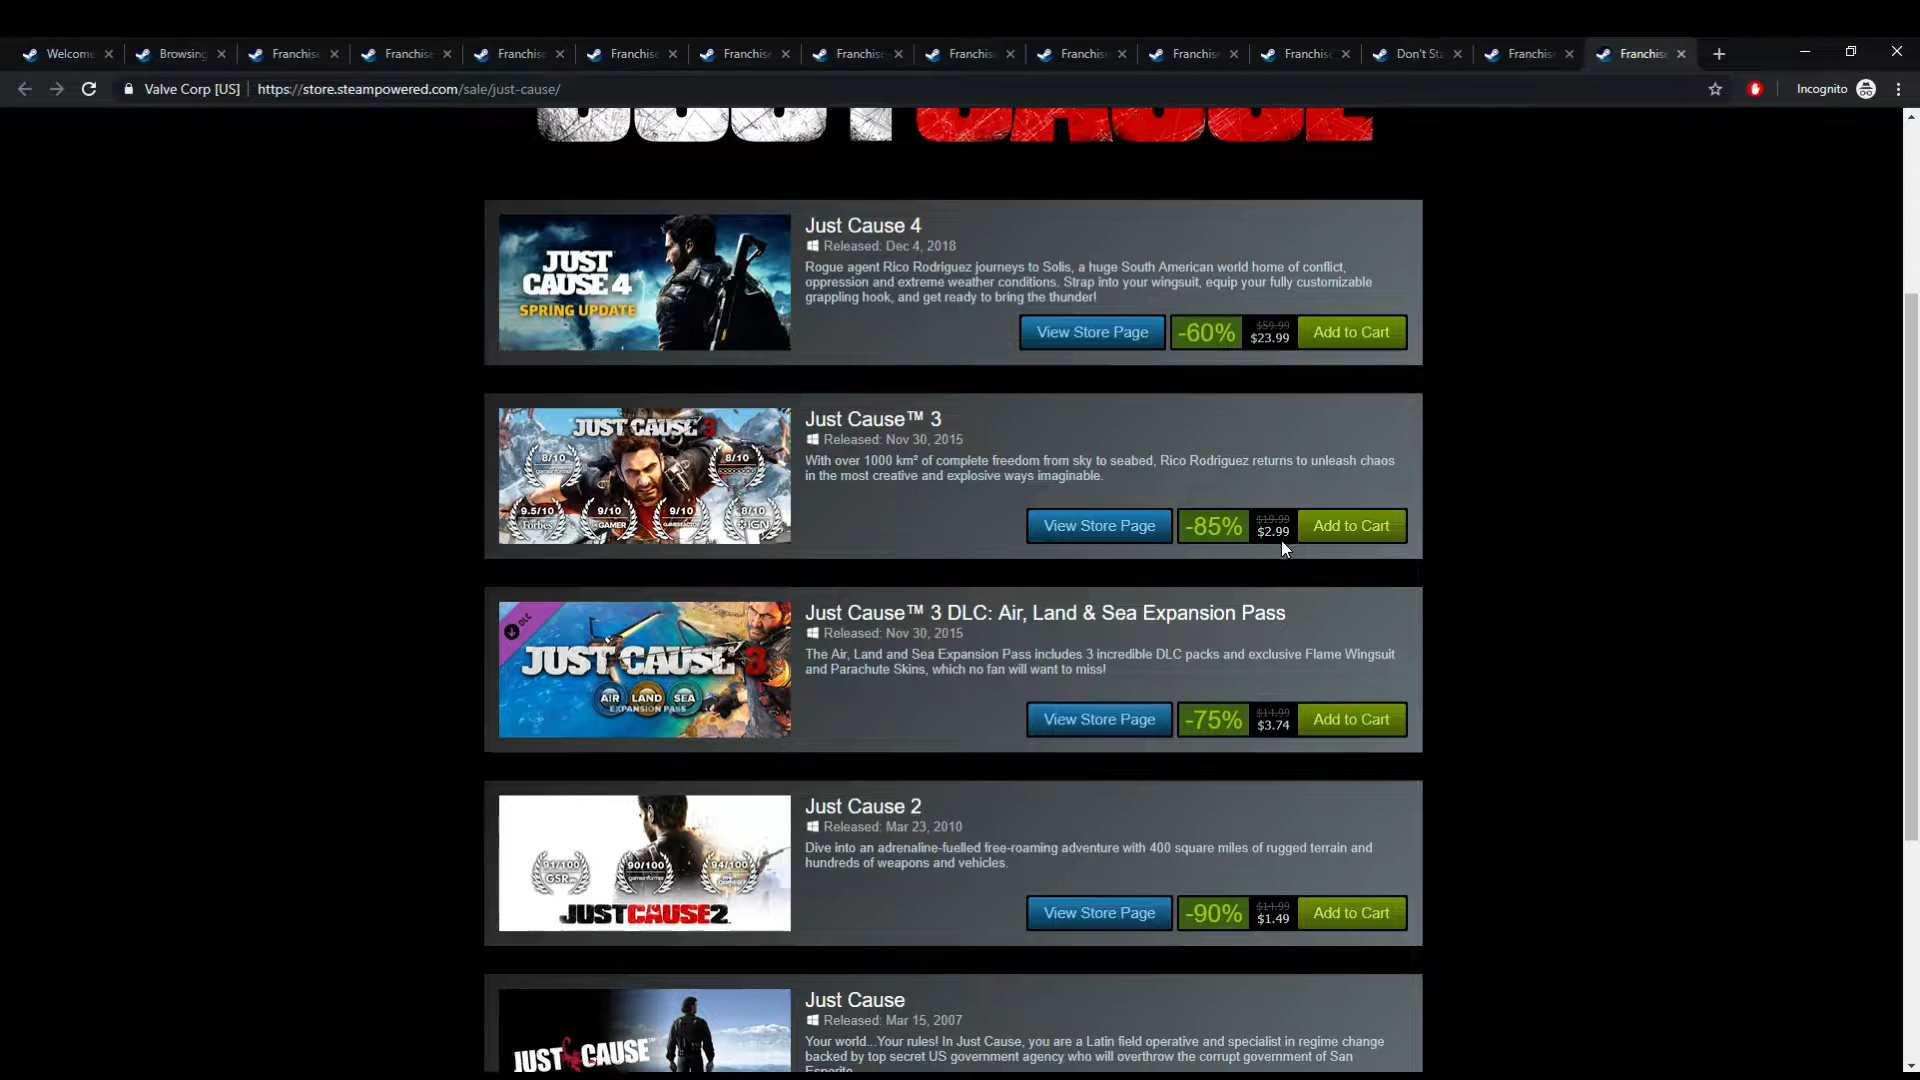 Welcome
Browsing
Franchise
Franchise
Franchise
Franchise
Franchise
Franchise
Franchise
Franchise
Franchise
Franchise
Don't Sta
Franchise
Franchise
Valve Corp [US]
https://store.steampowered.com/sale/just-cause/
Incognito
JUST CAUSE
JUST CAUSE 4
SPRING UPDATE
Just Cause 4
Released: Dec 4, 2018
Rogue agent Rico Rodriguez journeys to Solis, a huge South American world home of conflict,
oppression and extreme weather conditions. Strap into your wingsuit, equip your fully customizable
grappling hook, and get ready to bring the thunder!
View Store Page
-60%
$59.99
$23.99
Add to Cart
JUST CAUSE 3
8/10
8/10
9.5/10
Forbes
9/10
GAMER
9/10
8/10
IGN
Just Cause™ 3
Released: Nov 30, 2015
With over 1000 km² of complete freedom from sky to seabed, Rico Rodriguez returns to unleash chaos
in the most creative and explosive ways imaginable.
View Store Page
-85%
$19.99
$2.99
Add to Cart
DLC
JUST CAUSE 3
AIR LAND SEA
EXPANSION PASS
Just Cause™ 3 DLC: Air, Land & Sea Expansion Pass
Released: Nov 30, 2015
The Air, Land and Sea Expansion Pass includes 3 incredible DLC packs and exclusive Flame Wingsuit
and Parachute Skins, which no fan will want to miss!
View Store Page
-75%
$14.99
$3.74
Add to Cart
91/100
GSR
90/100
gameinformer
94/100
JUST CAUSE 2
Just Cause 2
Released: Mar 23, 2010
Dive into an adrenaline-fuelled free-roaming adventure with 400 square miles of rugged terrain and
hundreds of weapons and vehicles.
View Store Page
-90%
$14.99
$1.49
Add to Cart
JUST CAUSE
Just Cause
Released: Mar 15, 2007
Your world...Your rules! In Just Cause, you are a Latin field operative and specialist in regime change
backed by top secret US government agency who will overthrow the corrupt government of San
Esperito